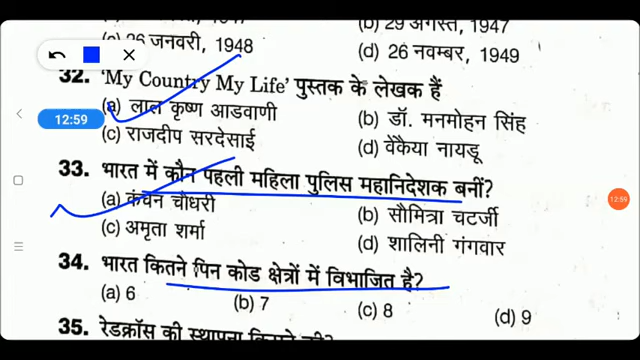 (b) 29 अगस्त, 1947
(c) 26 जनवरी, 1948
(d) 26 नवम्बर, 1949
32. 'My Country My Life' पुस्तक के लेखक हैं
(a) लाल कृष्ण आडवाणी
(b) डॉ. मनमोहन सिंह
12:59
(c) राजदीप सरदेसाई
(d) वेंकैया नायडू
33. भारत में कौन पहली महिला पुलिस महानिदेशक बनीं?
12:59
(a) कंचन चौधरी
(b) सौमित्रा चटर्जी
(c) अमृता शर्मा
(d) शालिनी गंगवार
34. भारत कितने पिन कोड क्षेत्रों में विभाजित है?
(a) 6
(b) 7
(c) 8
(d) 9
35. रेडक्रॉस की स्थापना किसने की?